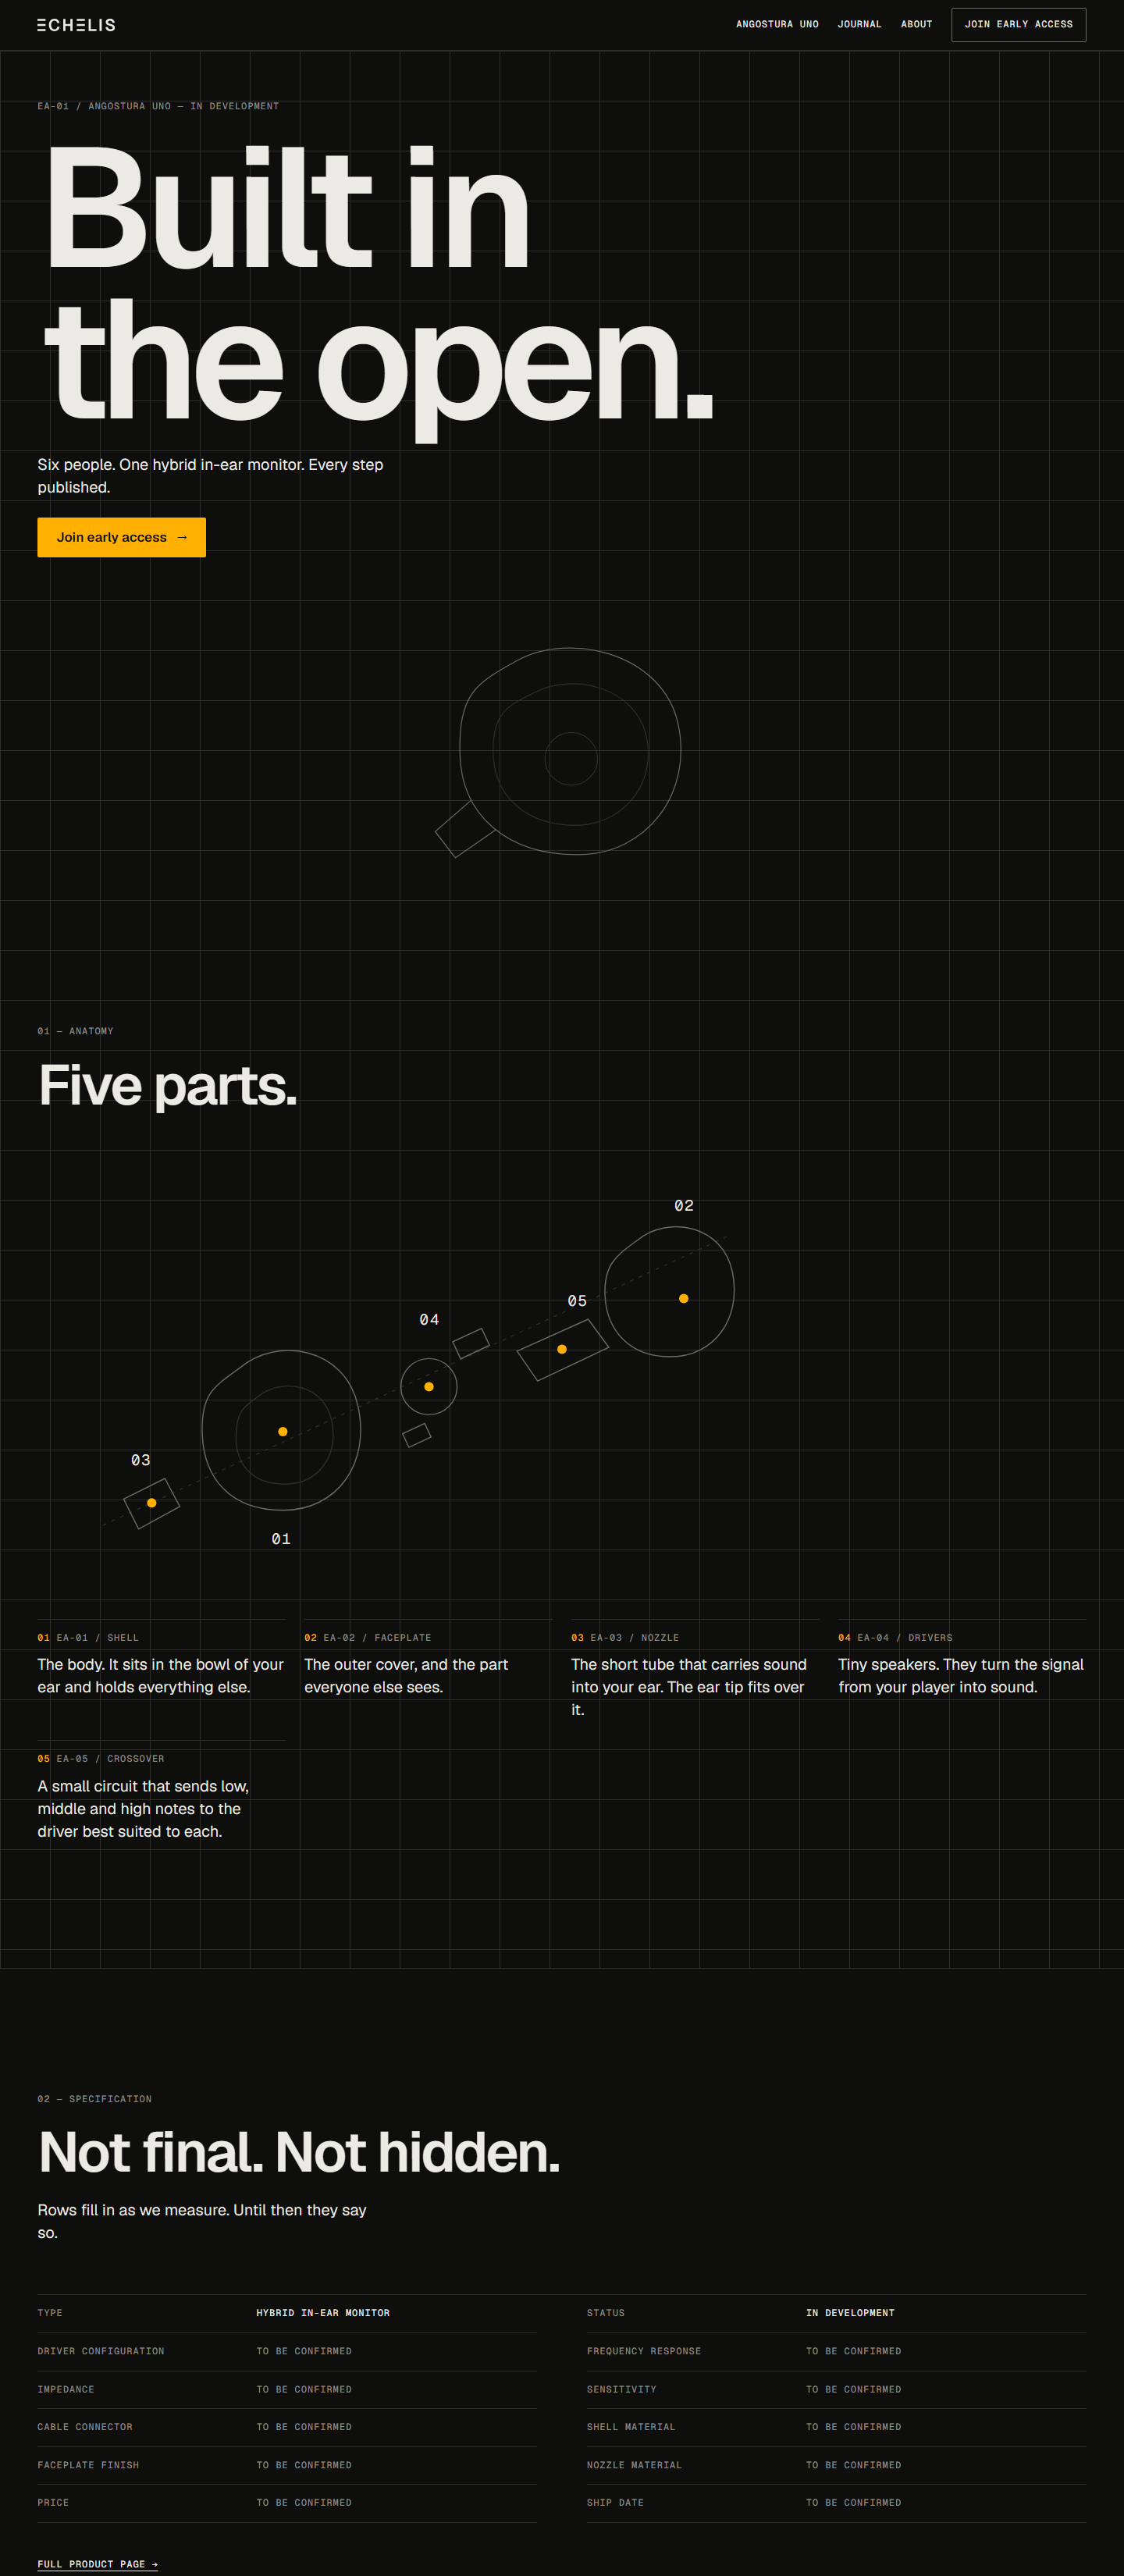 ECHELIS
ANGOSTURA UNO
JOURNAL
ABOUT
JOIN EARLY ACCESS
EA-01 / ANGOSTURA UNO — IN DEVELOPMENT
Built in
the open.
Six people. One hybrid in-ear monitor. Every step
published.
Join early access →
01 — ANATOMY
Five parts.
02
05
04
03
01
01 EA-01 / SHELL
The body. It sits in the bowl of your
ear and holds everything else.
02 EA-02 / FACEPLATE
The outer cover, and the part
everyone else sees.
03 EA-03 / NOZZLE
The short tube that carries sound
into your ear. The ear tip fits over
it.
04 EA-04 / DRIVERS
Tiny speakers. They turn the signal
from your player into sound.
05 EA-05 / CROSSOVER
A small circuit that sends low,
middle and high notes to the
driver best suited to each.
02 — SPECIFICATION
Not final. Not hidden.
Rows fill in as we measure. Until then they say
so.
TYPE HYBRID IN-EAR MONITOR
STATUS IN DEVELOPMENT
DRIVER CONFIGURATION TO BE CONFIRMED
FREQUENCY RESPONSE TO BE CONFIRMED
IMPEDANCE TO BE CONFIRMED
SENSITIVITY TO BE CONFIRMED
CABLE CONNECTOR TO BE CONFIRMED
SHELL MATERIAL TO BE CONFIRMED
FACEPLATE FINISH TO BE CONFIRMED
NOZZLE MATERIAL TO BE CONFIRMED
PRICE TO BE CONFIRMED
SHIP DATE TO BE CONFIRMED
FULL PRODUCT PAGE →